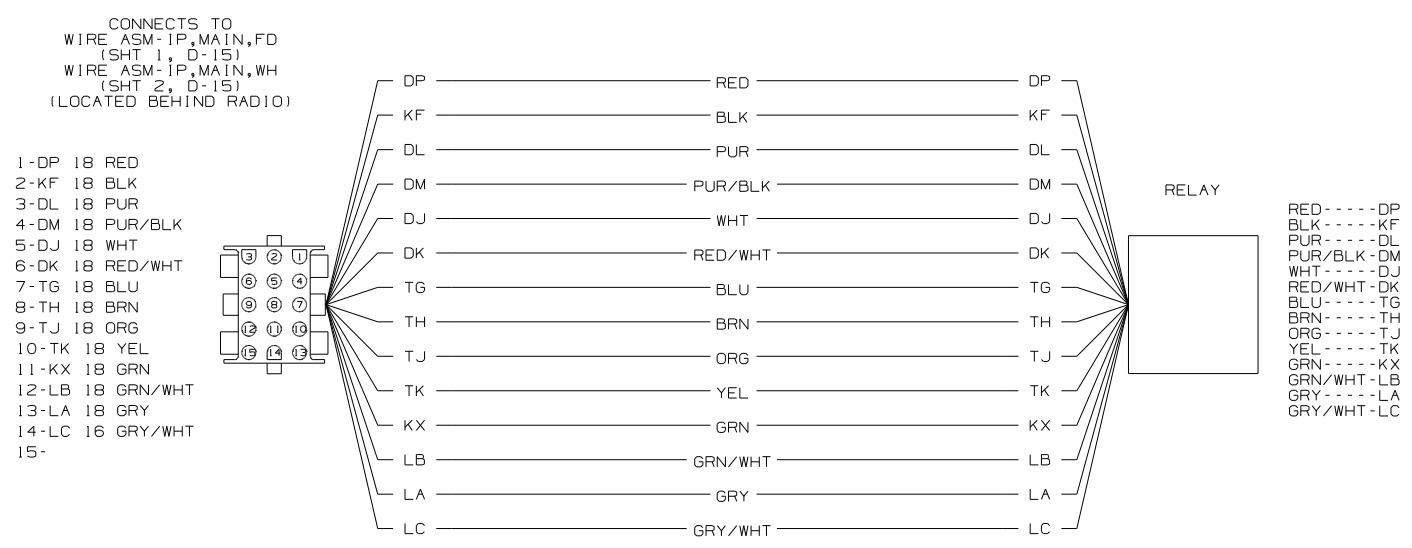 CONNECTS TO
WIRE ASM-IP,MAIN,FD
(SHT 1, D-15)
WIRE ASM-IP,MAIN,WH
(SHT 2, D-15)
(LOCATED BEHIND RADIO)
1-DP 18 RED
2-KF 18 BLK
3-DL 18 PUR
4-DM 18 PUR/BLK
5-DJ 18 WHT
6-DK 18 RED/WHT
7-TG 18 BLU
8-TH 18 BRN
9-TJ 18 ORG
10-TK 18 YEL
11-KX 18 GRN
12-LB 18 GRN/WHT
13-LA 18 GRY
14-LC 16 GRY/WHT
15-
3 2 1
6 5 4
9 8 7
12 11 10
15 14 13
DP RED DP
KF BLK KF
DL PUR DL
DM PUR/BLK DM
DJ WHT DJ
DK RED/WHT DK
TG BLU TG
TH BRN TH
TJ ORG TJ
TK YEL TK
KX GRN KX
LB GRN/WHT LB
LA GRY LA
LC GRY/WHT LC
RELAY
RED-----DP
BLK-----KF
PUR-----DL
PUR/BLK-DM
WHT-----DJ
RED/WHT-DK
BLU-----TG
BRN-----TH
ORG-----TJ
YEL-----TK
GRN-----KX
GRN/WHT-LB
GRY-----LA
GRY/WHT-LC